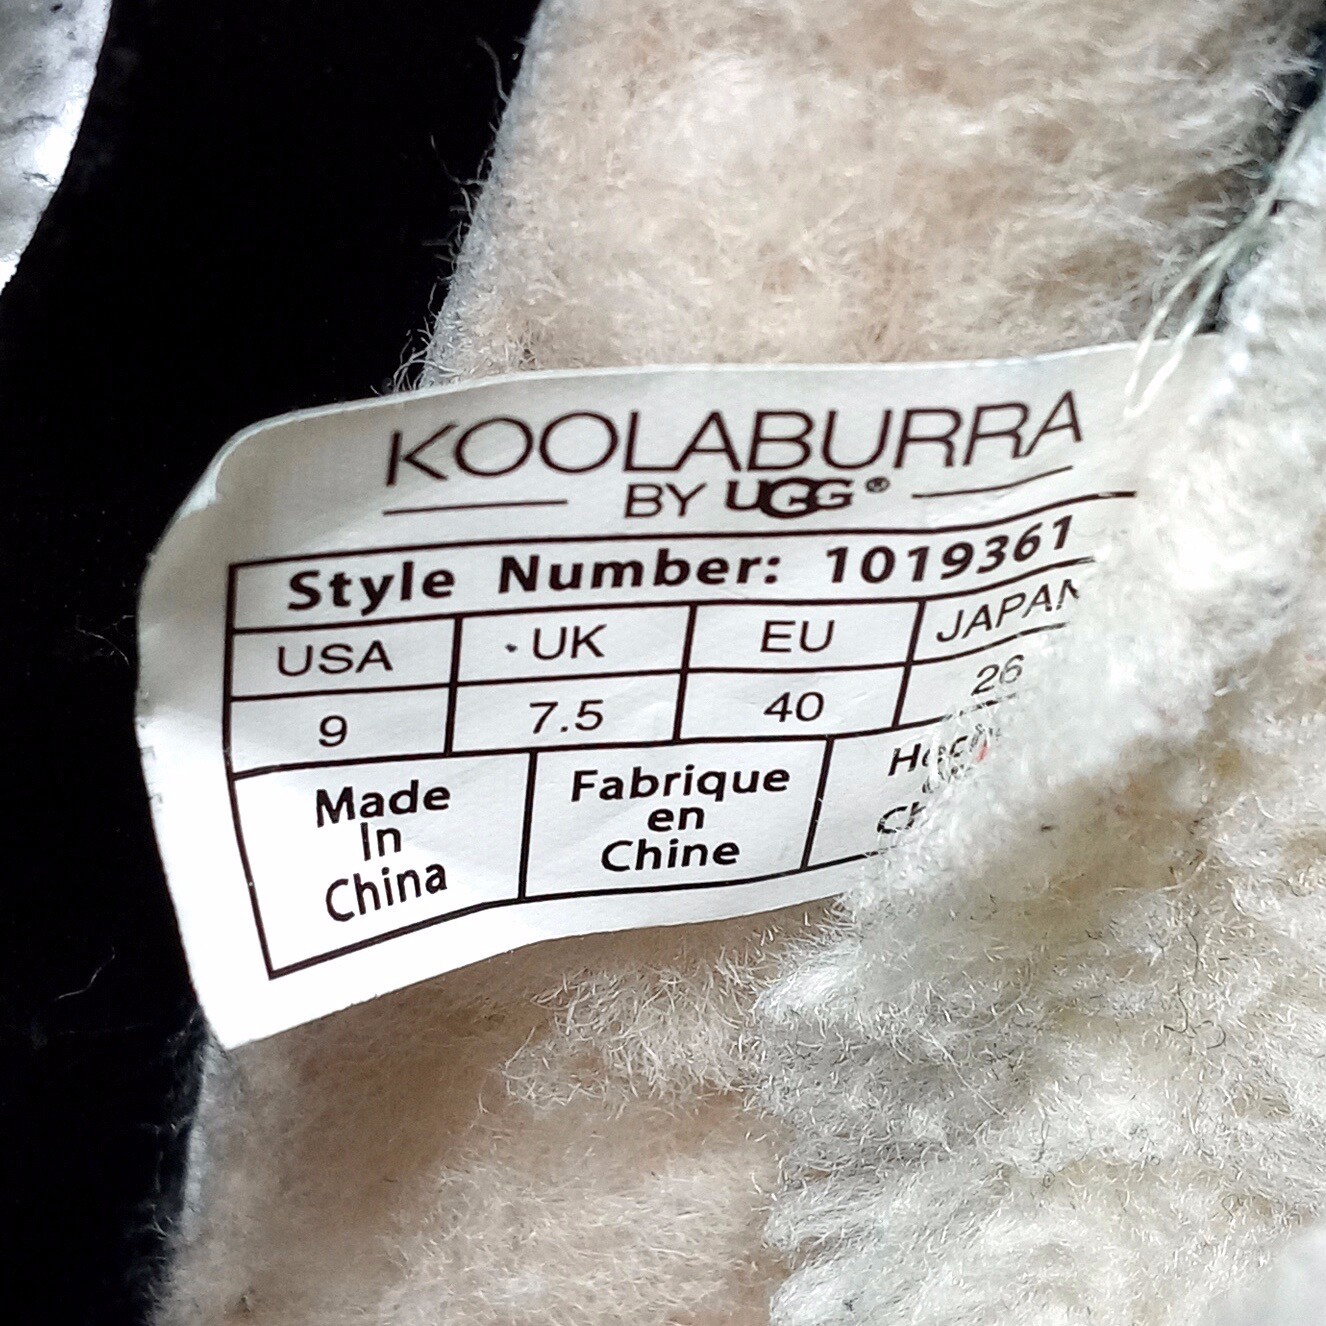 KOOLABURRA
BY UGG®
Style Number: 1019361
USA UK EU JAPAN
9 7.5 40 26
Made In China
Fabrique en Chine